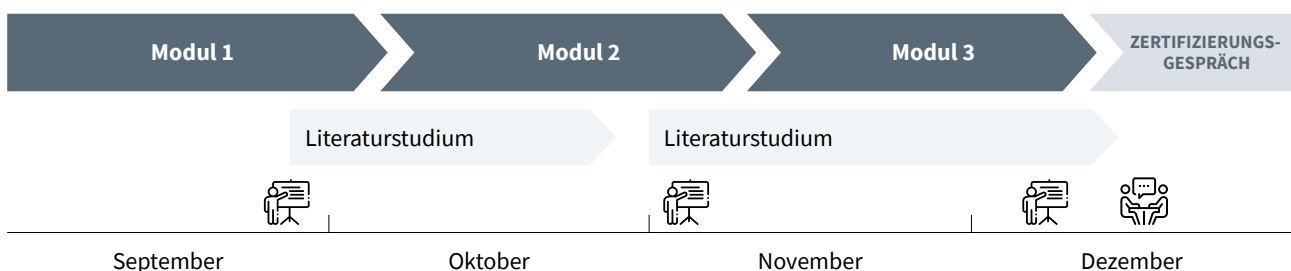 Modul 1
Modul 2
Modul 3
ZERTIFIZIERUNGS-
GESPRÄCH
Literaturstudium
Literaturstudium
September
Oktober
November
Dezember